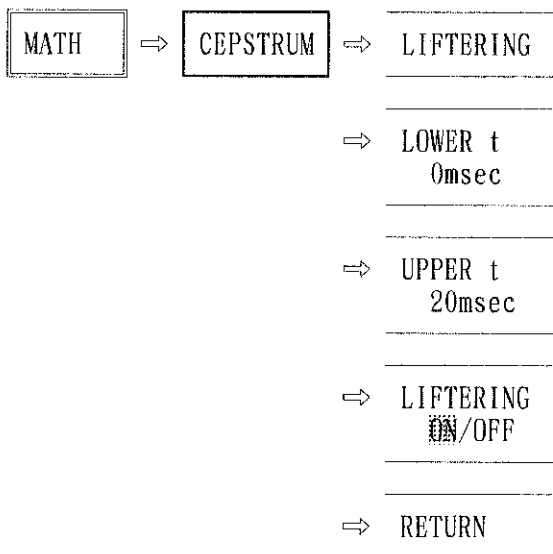 MATH ⇒ CEPSTRUM ⇒ LIFTERING
⇒ LOWER t
0msec
⇒ UPPER t
20msec
⇒ LIFTERING
ON/OFF
⇒ RETURN